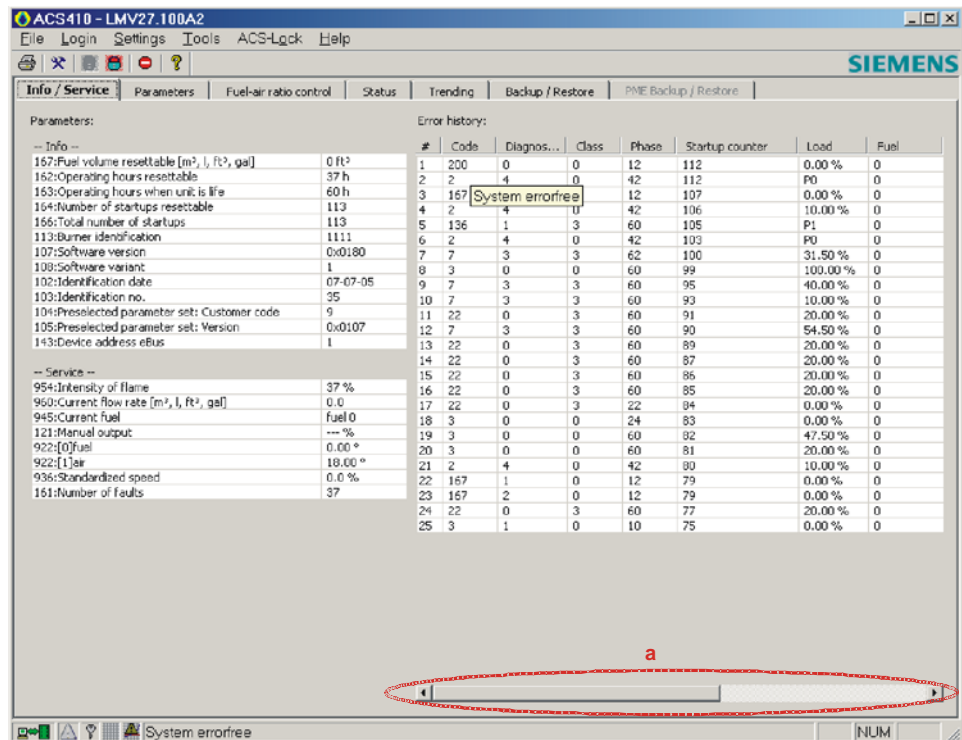 ACS410 - LMV27.100A2
File Login Settings Tools ACS-Lock Help
SIEMENS
Info / Service Parameters Fuel-air ratio control Status Trending Backup / Restore PME Backup / Restore
Parameters:
-- Info --
167:Fuel volume resettable [m³, l, ft³, gal] 0 ft³
162:Operating hours resettable 37 h
163:Operating hours when unit is life 60 h
164:Number of startups resettable 113
166:Total number of startups 113
113:Burner identification 1111
107:Software version 0x0180
108:Software variant 1
102:Identification date 07-07-05
103:Identification no. 35
104:Preselected parameter set: Customer code 9
105:Preselected parameter set: Version 0x0107
143:Device address eBus 1
-- Service --
954:Intensity of flame 37 %
960:Current flow rate [m³, l, ft³, gal] 0.0
945:Current fuel fuel 0
121:Manual output --- %
922:[0]fuel 0.00 °
922:[1]air 18.00 °
936:Standardized speed 0.0 %
161:Number of faults 37
Error history:
# Code Diagnos... Class Phase Startup counter Load Fuel
1 200 0 0 12 112 0.00 % 0
2 2 4 0 42 112 P0 0
3 167 12 107 0.00 % 0
System errorfree
4 2 4 0 42 106 10.00 % 0
5 136 1 3 60 105 P1 0
6 2 4 0 42 103 P0 0
7 7 3 3 62 100 31.50 % 0
8 3 0 0 60 99 100.00 % 0
9 7 3 3 60 95 40.00 % 0
10 7 3 3 60 93 10.00 % 0
11 22 0 3 60 91 20.00 % 0
12 7 3 3 60 90 54.50 % 0
13 22 0 3 60 89 20.00 % 0
14 22 0 3 60 87 20.00 % 0
15 22 0 3 60 86 20.00 % 0
16 22 0 3 60 85 20.00 % 0
17 22 0 3 22 84 0.00 % 0
18 3 0 0 24 83 0.00 % 0
19 3 0 0 60 82 47.50 % 0
20 3 0 0 60 81 20.00 % 0
21 2 4 0 42 80 10.00 % 0
22 167 1 0 12 79 0.00 % 0
23 167 2 0 12 79 0.00 % 0
24 22 0 3 60 77 20.00 % 0
25 3 1 0 10 75 0.00 % 0
a
System errorfree NUM